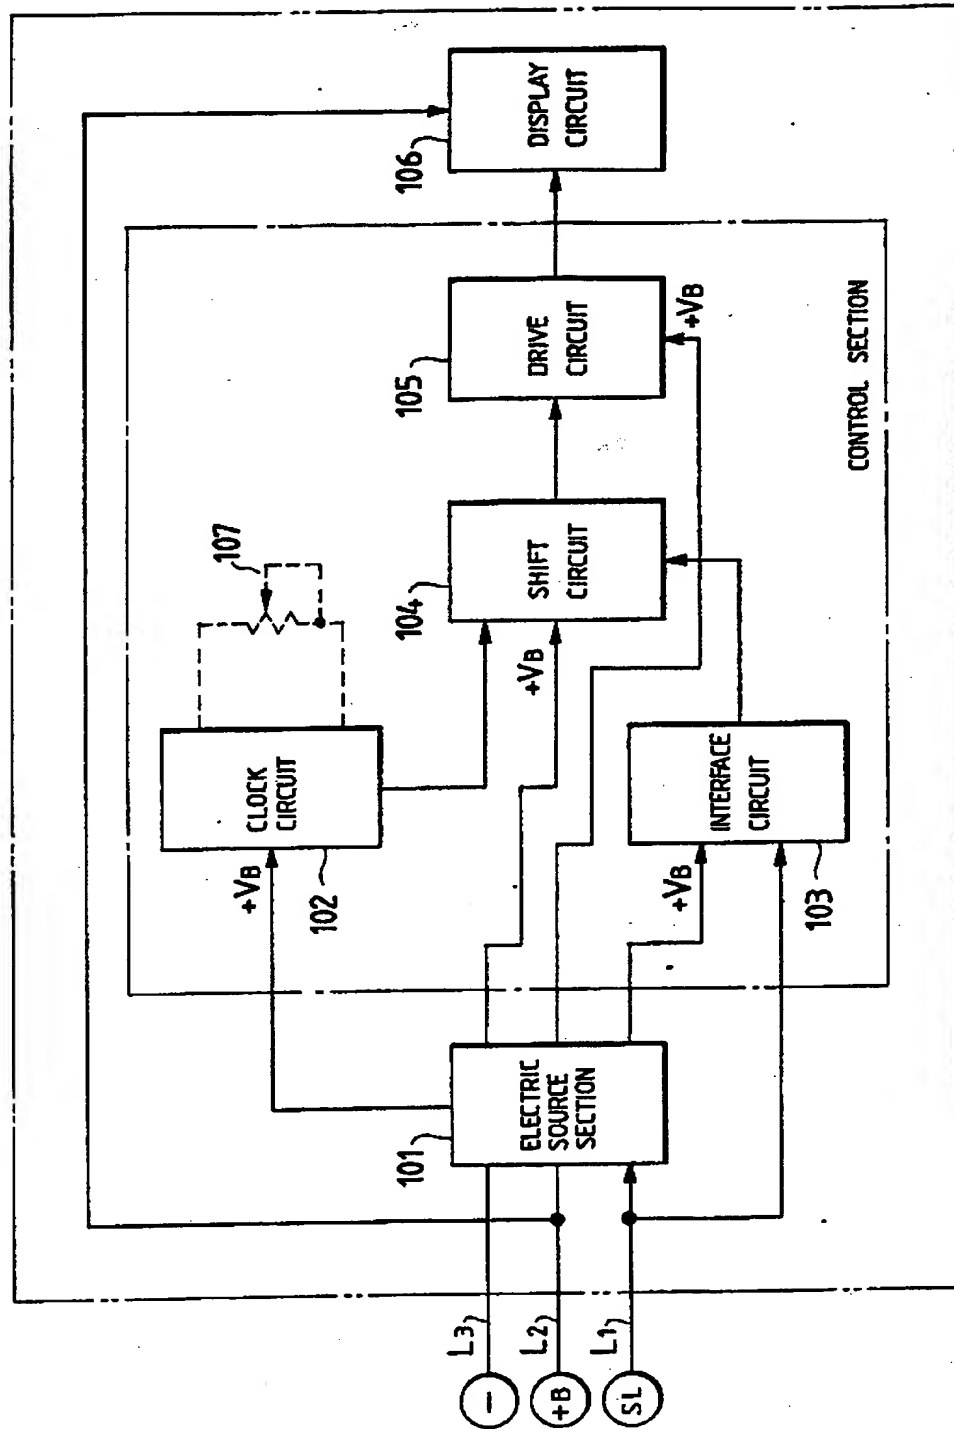 −
+B
SL
L3
L2
L1
101
ELECTRIC
SOURCE
SECTION
+VB
102
CLOCK
CIRCUIT
107
+VB
103
INTERFACE
CIRCUIT
+VB
104
SHIFT
CIRCUIT
105
DRIVE
CIRCUIT
+VB
CONTROL SECTION
106
DISPLAY
CIRCUIT